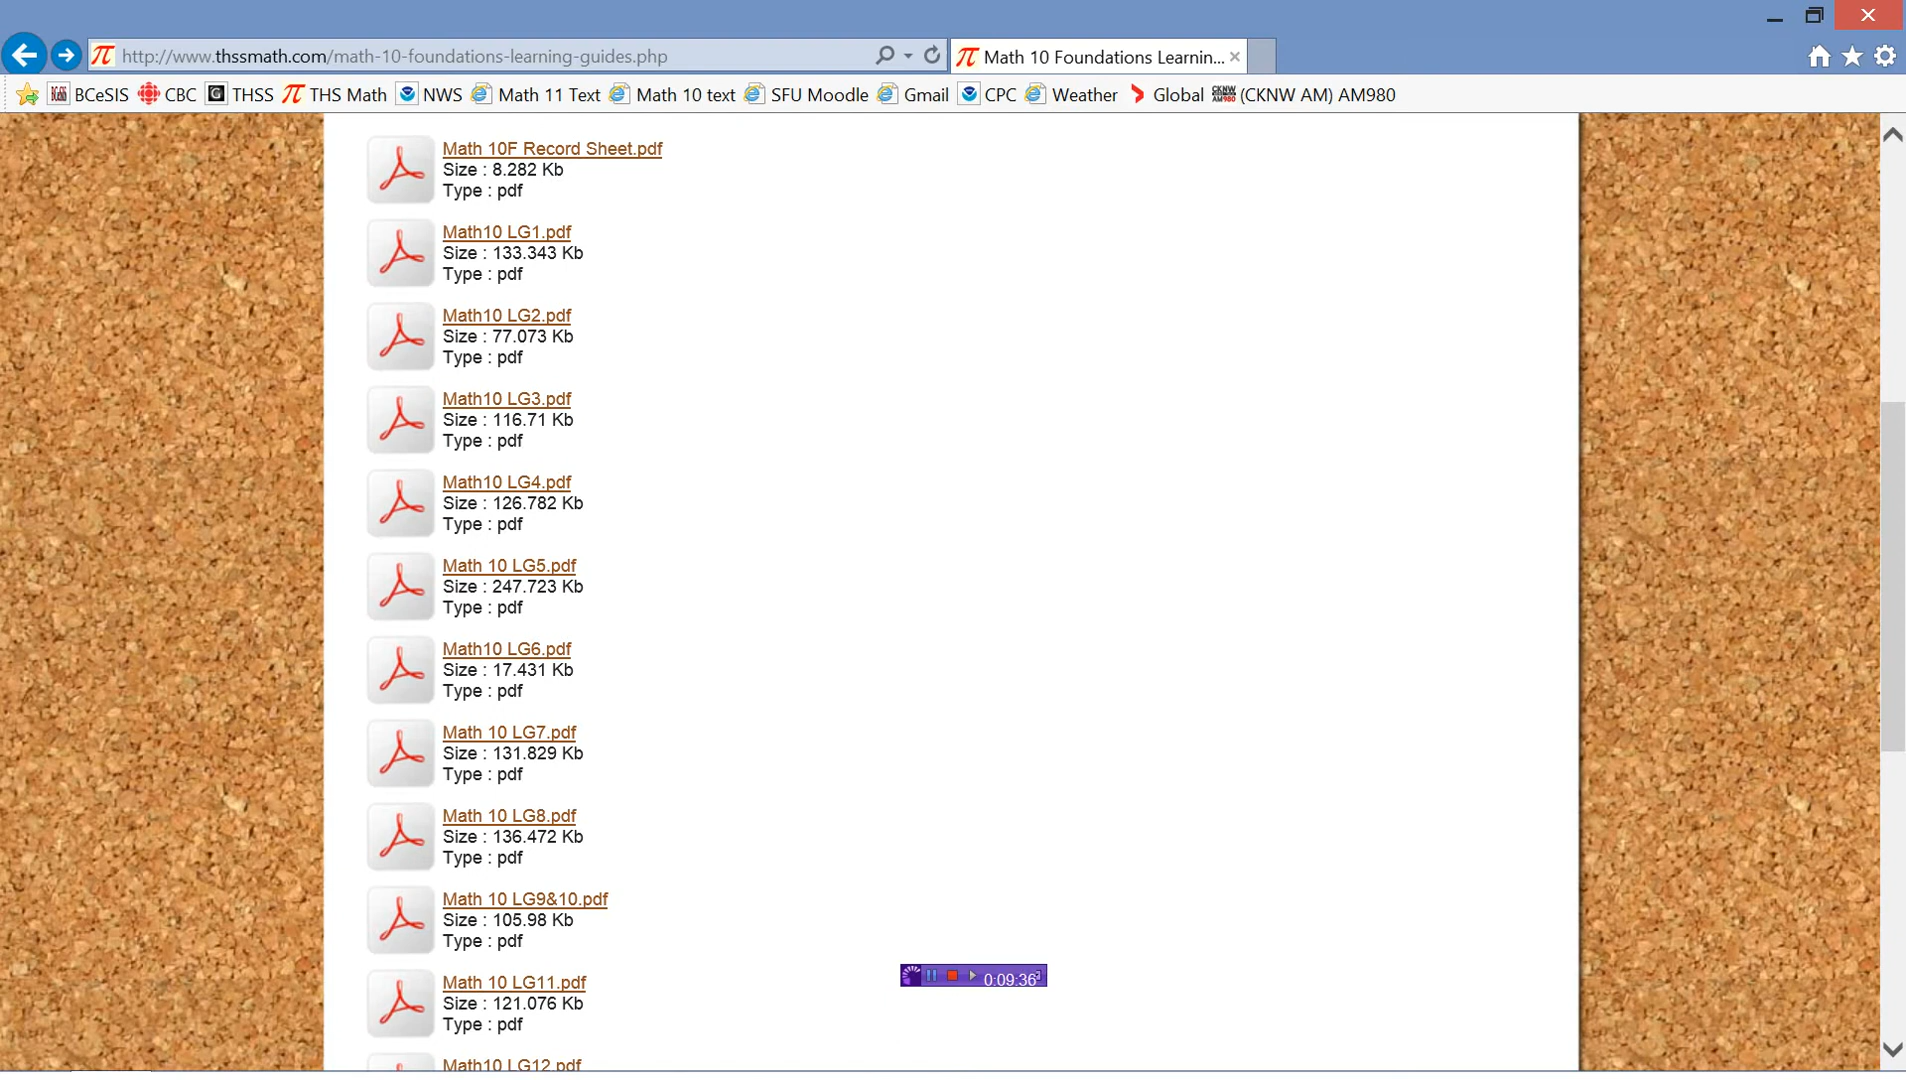 http://www.thssmath.com/math-10-foundations-learning-guides.php
Math 10 Foundations Learnin...
BCeSIS CBC THSS THS Math NWS Math 11 Text Math 10 text SFU Moodle Gmail CPC Weather Global (CKNW AM) AM980
Math 10F Record Sheet.pdf
Size : 8.282 Kb
Type : pdf
Math10 LG1.pdf
Size : 133.343 Kb
Type : pdf
Math10 LG2.pdf
Size : 77.073 Kb
Type : pdf
Math10 LG3.pdf
Size : 116.71 Kb
Type : pdf
Math10 LG4.pdf
Size : 126.782 Kb
Type : pdf
Math 10 LG5.pdf
Size : 247.723 Kb
Type : pdf
Math10 LG6.pdf
Size : 17.431 Kb
Type : pdf
Math 10 LG7.pdf
Size : 131.829 Kb
Type : pdf
Math 10 LG8.pdf
Size : 136.472 Kb
Type : pdf
Math 10 LG9&10.pdf
Size : 105.98 Kb
Type : pdf
0:09:36
Math 10 LG11.pdf
Size : 121.076 Kb
Type : pdf
Math10 LG12.pdf